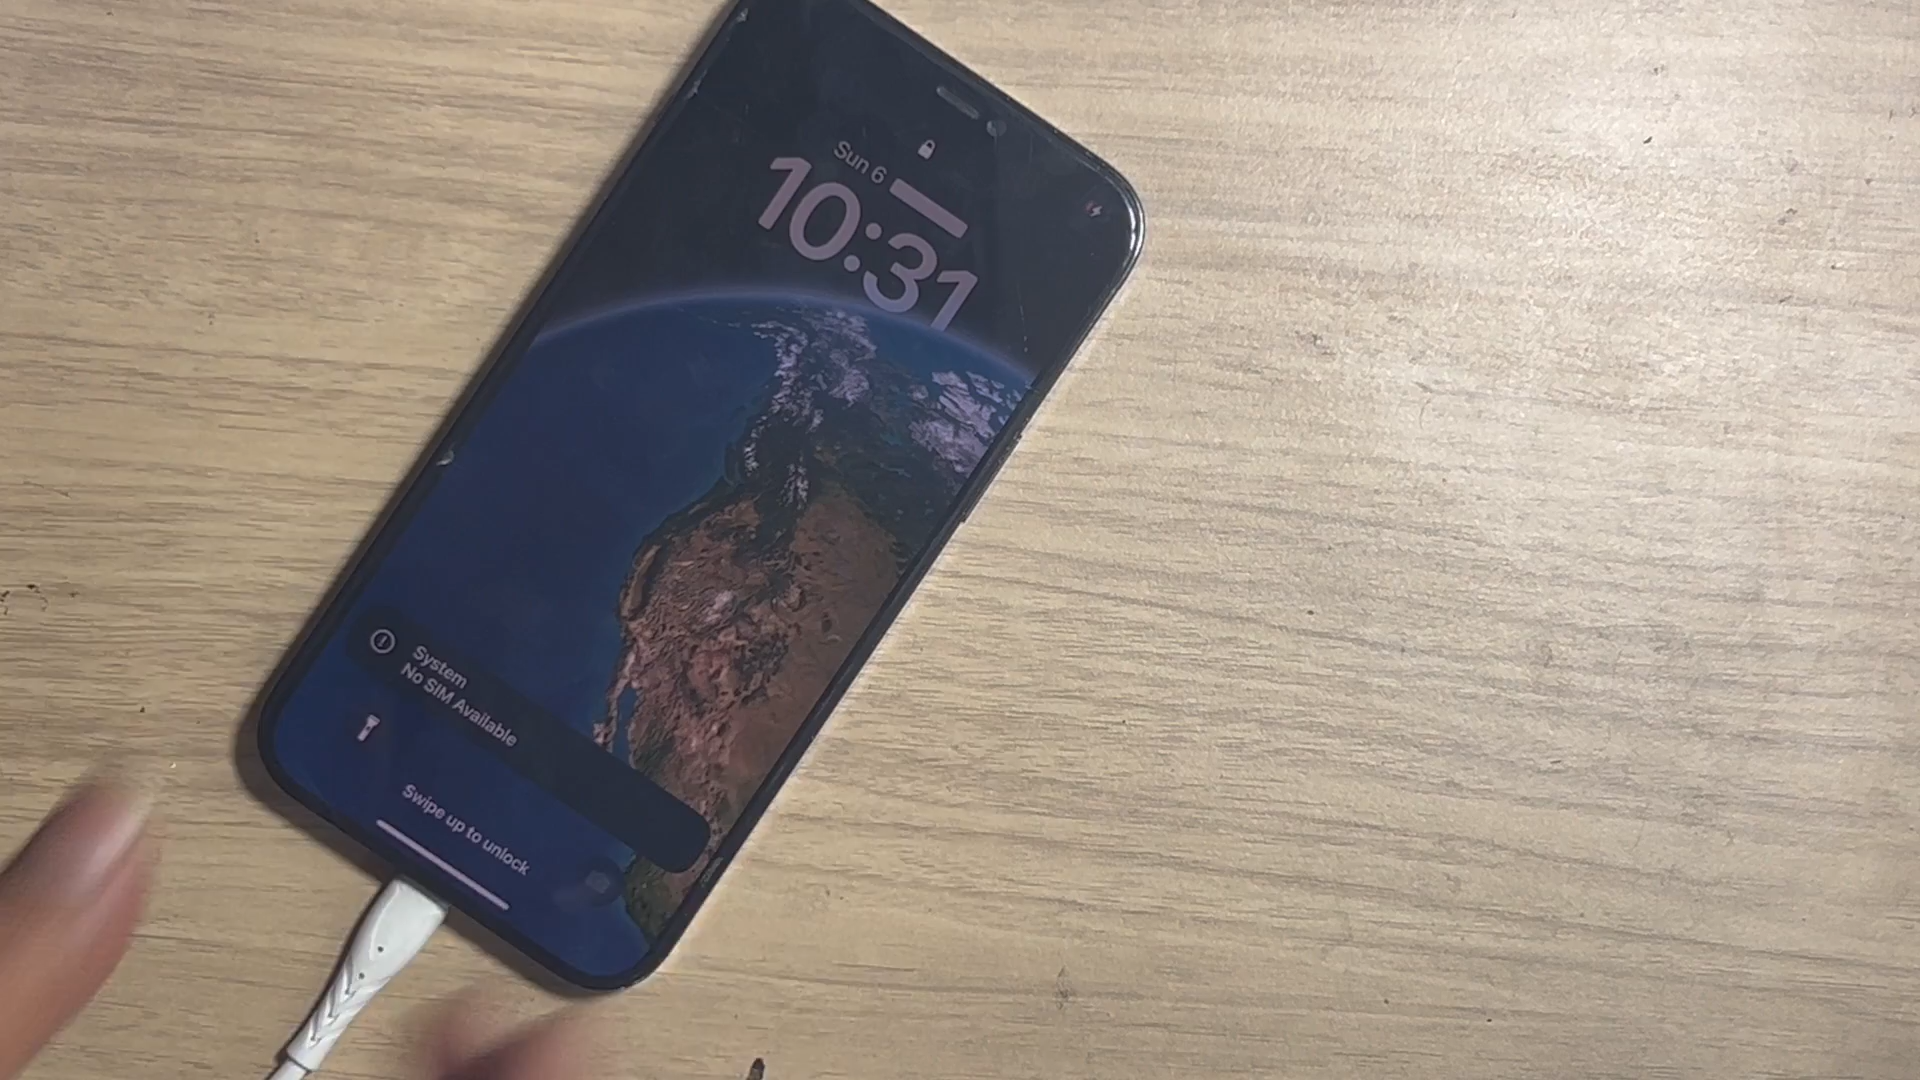 Sun 6
10:31
System
No SIM Available
Swipe up to unlock